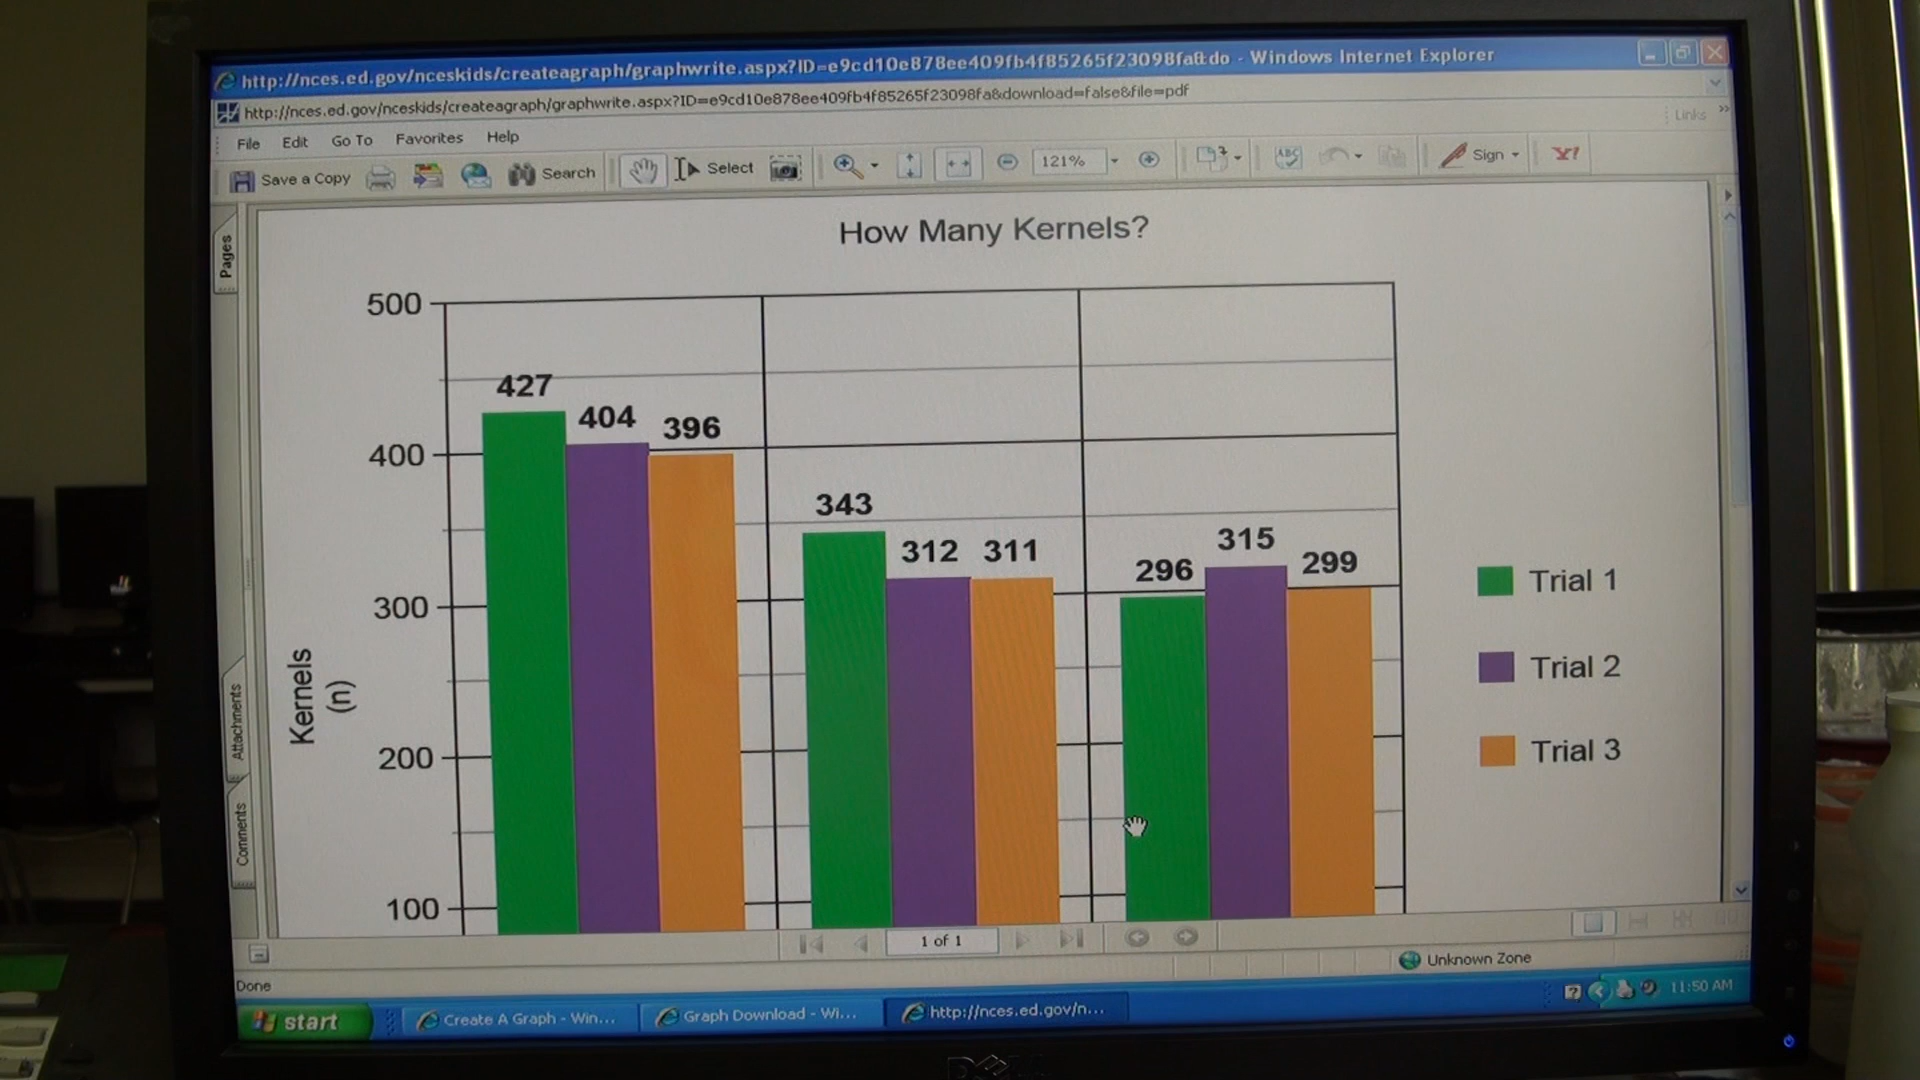 http://nces.ed.gov/nceskids/createagraph/graphwrite.aspx?ID=e9cd10e878ee409fb4f85265f23098fa&do - Windows Internet Explorer
http://nces.ed.gov/nceskids/createagraph/graphwrite.aspx?ID=e9cd10e878ee409fb4f85265f23098fa&download=false&file=pdf
Links
File Edit Go To Favorites Help
Save a Copy Search Select 121% Sign Y!
Pages
How Many Kernels?
500
427
404
396
400
343
312 311
315
296
299
300
Trial 1
Kernels
(n)
Trial 2
Attachments
200
Trial 3
Comments
100
1 of 1
Unknown Zone
Done
start Create A Graph - Win... Graph Download - Wi... http://nces.ed.gov/n... 11:50 AM
DELL